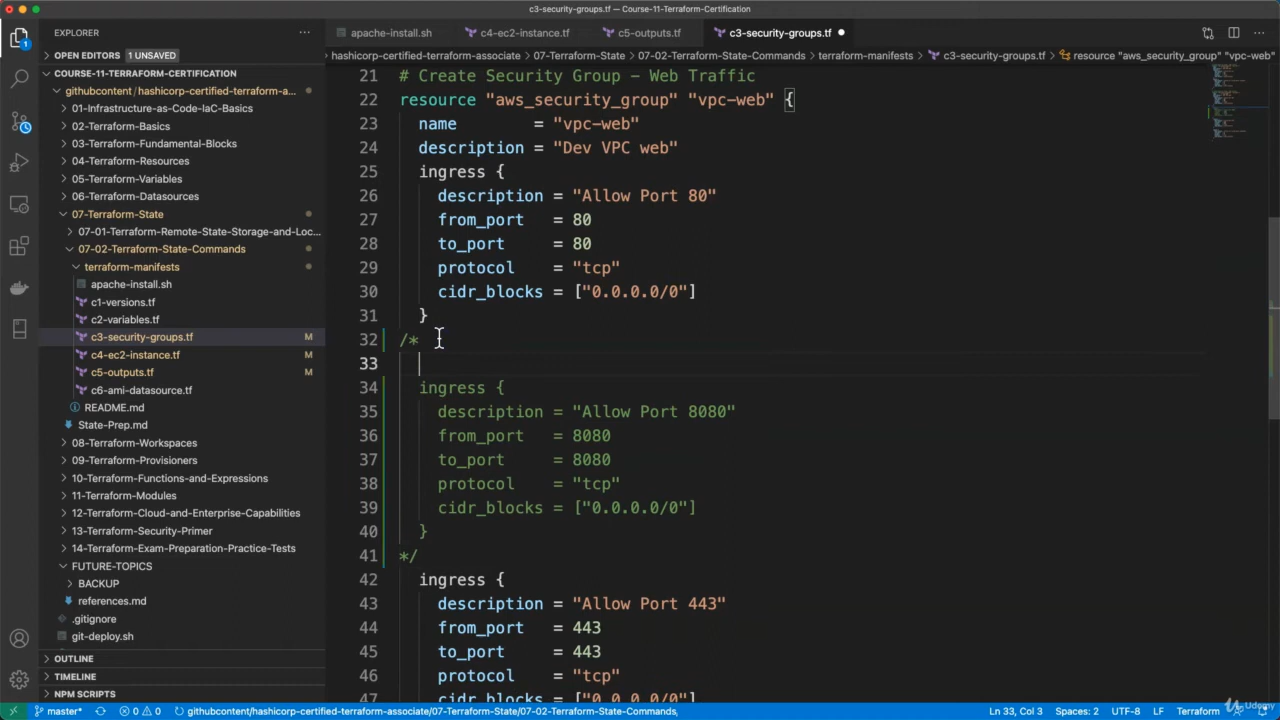 c3-security-groups.tf — Course-11-Terraform-Certification
EXPLORER
apache-install.sh
c4-ec2-instance.tf
c5-outputs.tf
c3-security-groups.tf
OPEN EDITORS 1 UNSAVED
hashicorp-certified-terraform-associate > 07-Terraform-State > 07-02-Terraform-State-Commands > terraform-manifests > c3-security-groups.tf > resource "aws_security_group" "vpc-web"
COURSE-11-TERRAFORM-CERTIFICATION
githubcontent / hashicorp-certified-terraform-a...
01-Infrastructure-as-Code-IaC-Basics
02-Terraform-Basics
03-Terraform-Fundamental-Blocks
04-Terraform-Resources
05-Terraform-Variables
06-Terraform-Datasources
07-Terraform-State
07-01-Terraform-Remote-State-Storage-and-Loc...
07-02-Terraform-State-Commands
terraform-manifests
apache-install.sh
c1-versions.tf
c2-variables.tf
c3-security-groups.tf M
c4-ec2-instance.tf M
c5-outputs.tf M
c6-ami-datasource.tf
README.md
State-Prep.md
08-Terraform-Workspaces
09-Terraform-Provisioners
10-Terraform-Functions-and-Expressions
11-Terraform-Modules
12-Terraform-Cloud-and-Enterprise-Capabilities
13-Terraform-Security-Primer
14-Terraform-Exam-Preparation-Practice-Tests
FUTURE-TOPICS
BACKUP
references.md
.gitignore
git-deploy.sh
OUTLINE
TIMELINE
NPM SCRIPTS
21 # Create Security Group - Web Traffic
22 resource "aws_security_group" "vpc-web" {
23 name = "vpc-web"
24 description = "Dev VPC web"
25 ingress {
26 description = "Allow Port 80"
27 from_port = 80
28 to_port = 80
29 protocol = "tcp"
30 cidr_blocks = ["0.0.0.0/0"]
31 }
32 /*
33
34 ingress {
35 description = "Allow Port 8080"
36 from_port = 8080
37 to_port = 8080
38 protocol = "tcp"
39 cidr_blocks = ["0.0.0.0/0"]
40 }
41 */
42 ingress {
43 description = "Allow Port 443"
44 from_port = 443
45 to_port = 443
46 protocol = "tcp"
47 cidr_blocks = ["0.0.0.0/0"]
master* 0 0 githubcontent/hashicorp-certified-terraform-associate/07-Terraform-State/07-02-Terraform-State-Commands, Ln 33, Col 3 Spaces: 2 UTF-8 LF Terraform
Udemy